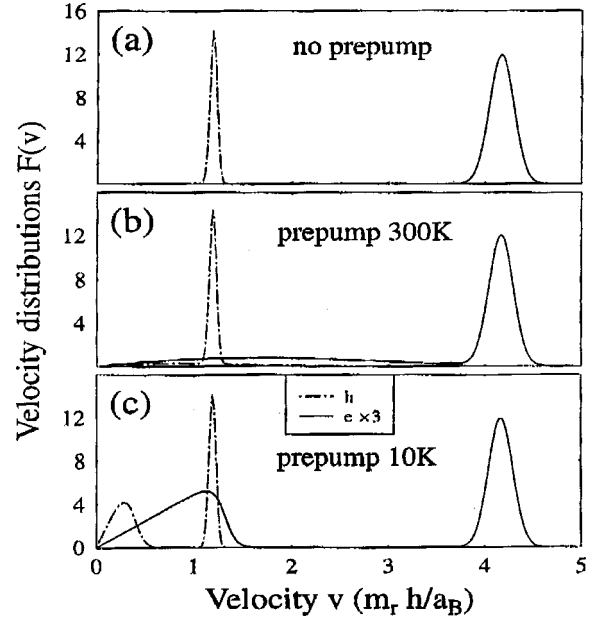 Velocity distributions F(v)
16
12
8
4
(a)
no prepump
12
8
4
(b)
prepump 300K
12
8
4
0
(c)
h
e ×3
prepump 10K
0 1 2 3 4 5
Velocity v (m_r h/a_B)